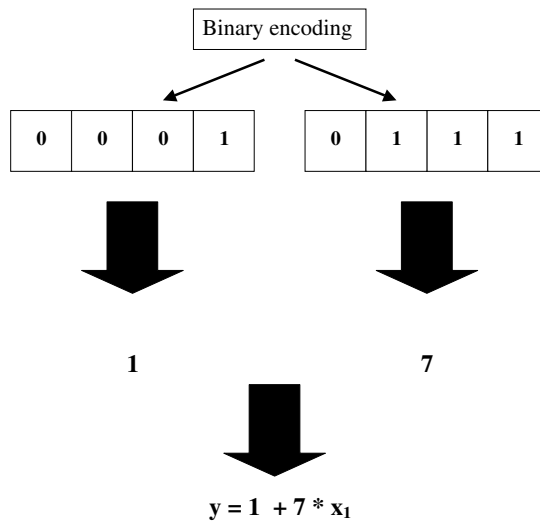 Binary encoding
0 0 0 1 0 1 1 1
1 7
y = 1 + 7 * x₁